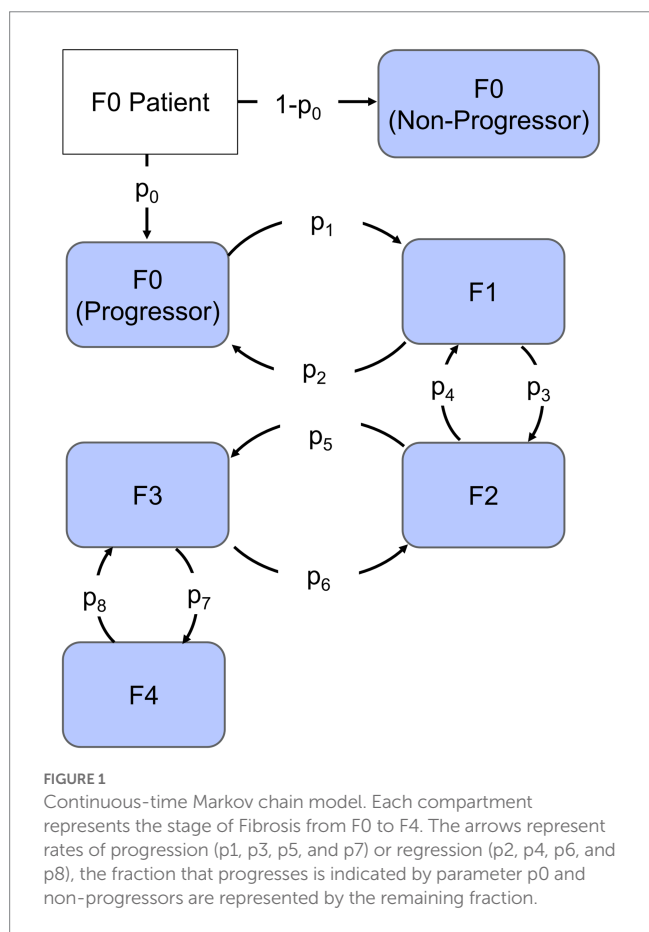 F0 Patient
1-p₀
F0
(Non-Progressor)
p₀
F0
(Progressor)
p₁
F1
p₂
p₄
p₃
F3
p₅
F2
p₆
p₈
p₇
F4
FIGURE 1
Continuous-time Markov chain model. Each compartment
represents the stage of Fibrosis from F0 to F4. The arrows represent
rates of progression (p1, p3, p5, and p7) or regression (p2, p4, p6, and
p8), the fraction that progresses is indicated by parameter p0 and
non-progressors are represented by the remaining fraction.